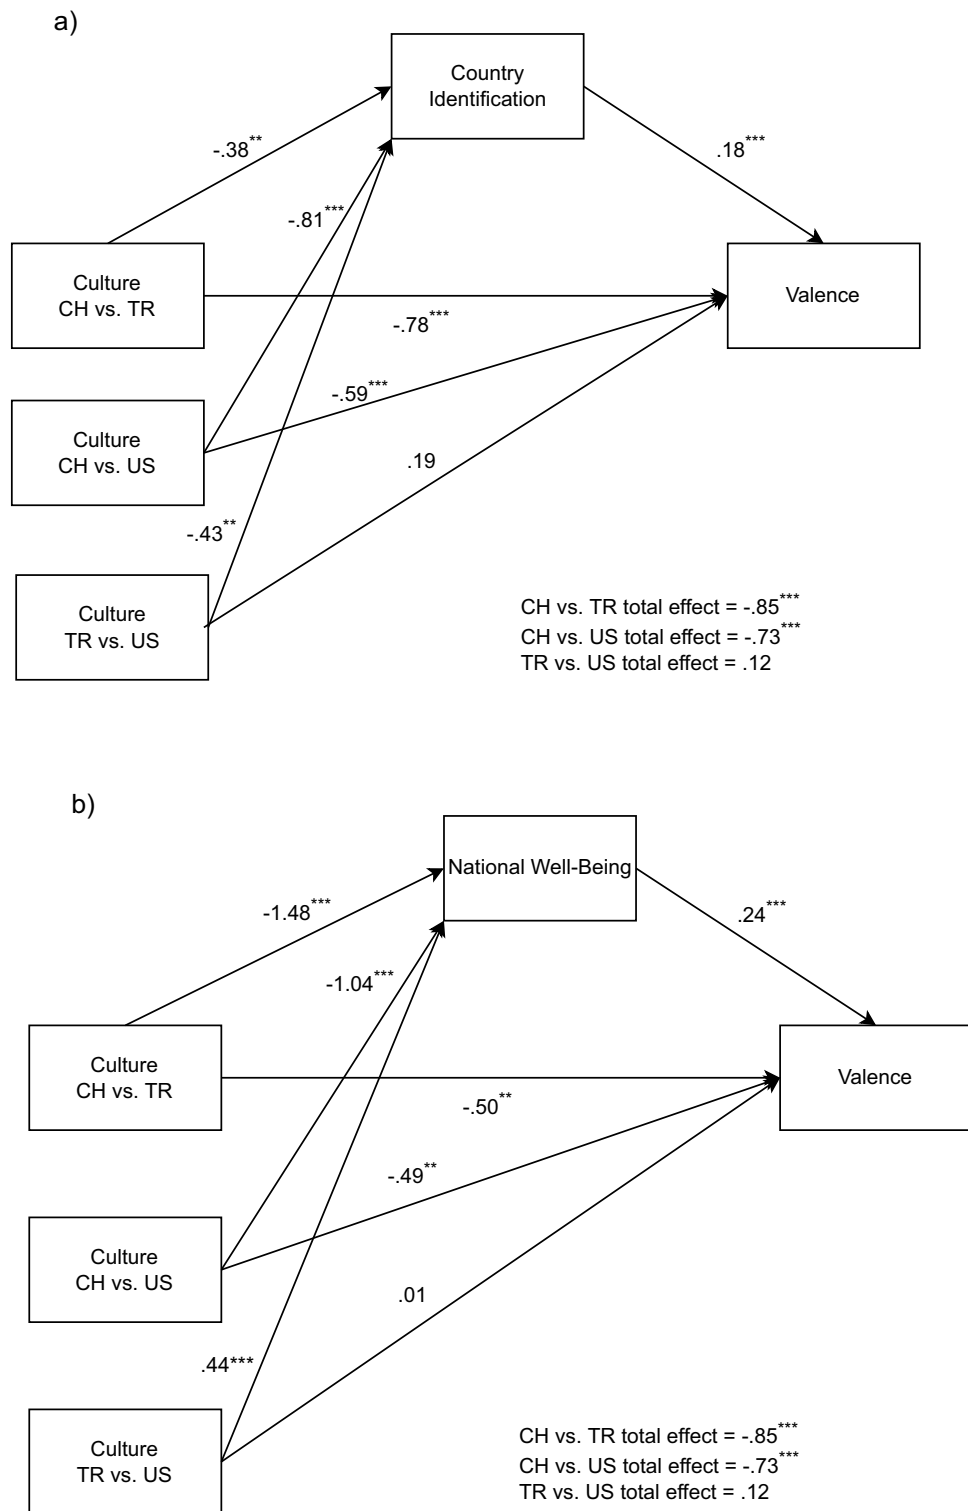 a)
Country
Identification
-.38**
.18***
-.81***
Culture
CH vs. TR
Valence
-.78***
-.59***
Culture
CH vs. US
.19
-.43**
Culture
TR vs. US
CH vs. TR total effect = -.85***
CH vs. US total effect = -.73***
TR vs. US total effect = .12
b)
National Well-Being
-1.48***
.24***
-1.04***
Culture
CH vs. TR
Valence
-.50**
-.49**
Culture
CH vs. US
.01
.44***
Culture
TR vs. US
CH vs. TR total effect = -.85***
CH vs. US total effect = -.73***
TR vs. US total effect = .12